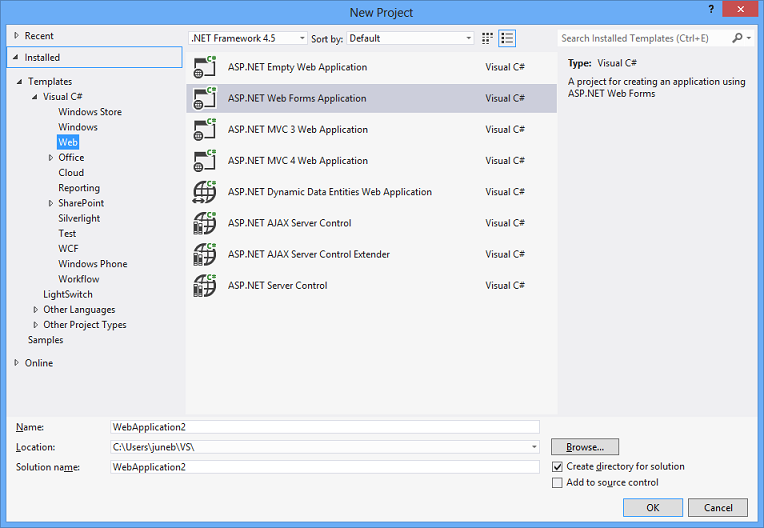 New Project
? ×
Recent
Installed
Templates
Visual C#
Windows Store
Windows
Web
Office
Cloud
Reporting
SharePoint
Silverlight
Test
WCF
Windows Phone
Workflow
LightSwitch
Other Languages
Other Project Types
Samples
Online
.NET Framework 4.5 Sort by: Default
ASP.NET Empty Web Application Visual C#
ASP.NET Web Forms Application Visual C#
ASP.NET MVC 3 Web Application Visual C#
ASP.NET MVC 4 Web Application Visual C#
ASP.NET Dynamic Data Entities Web Application Visual C#
ASP.NET AJAX Server Control Visual C#
ASP.NET AJAX Server Control Extender Visual C#
ASP.NET Server Control Visual C#
Search Installed Templates (Ctrl+E)
Type: Visual C#
A project for creating an application using
ASP.NET Web Forms
Name: WebApplication2
Location: C:\Users\juneb\VS\ Browse...
Solution name: WebApplication2
Create directory for solution
Add to source control
OK Cancel